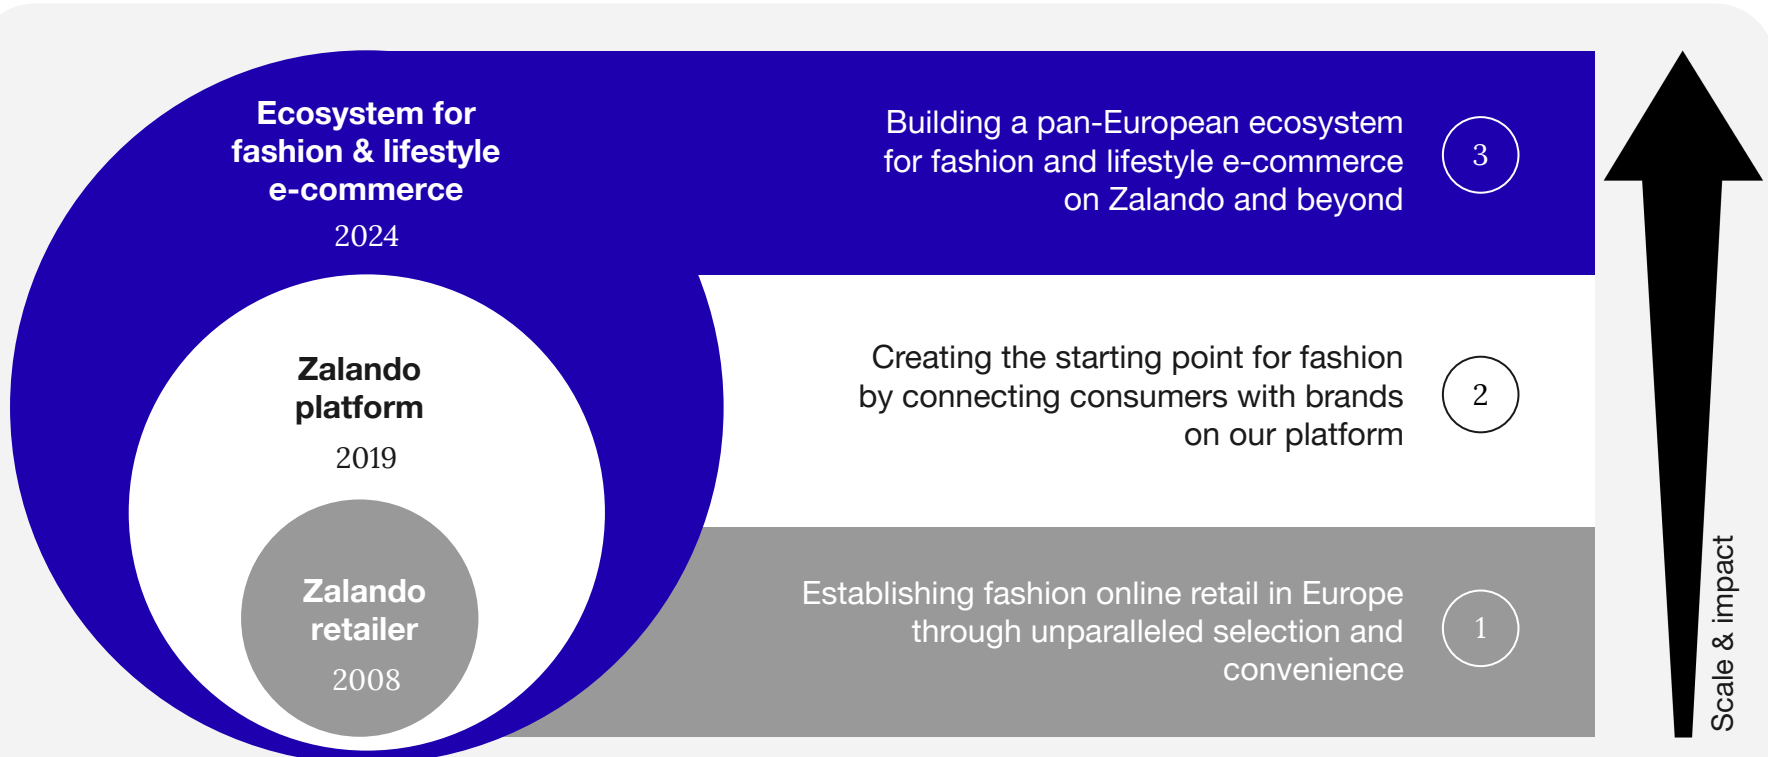 Ecosystem for
fashion & lifestyle
e-commerce
2024
Building a pan-European ecosystem
for fashion and lifestyle e-commerce
on Zalando and beyond
3
Zalando
platform
2019
Creating the starting point for fashion
by connecting consumers with brands
on our platform
2
Zalando
retailer
2008
Establishing fashion online retail in Europe
through unparalleled selection and
convenience
1
Scale & impact